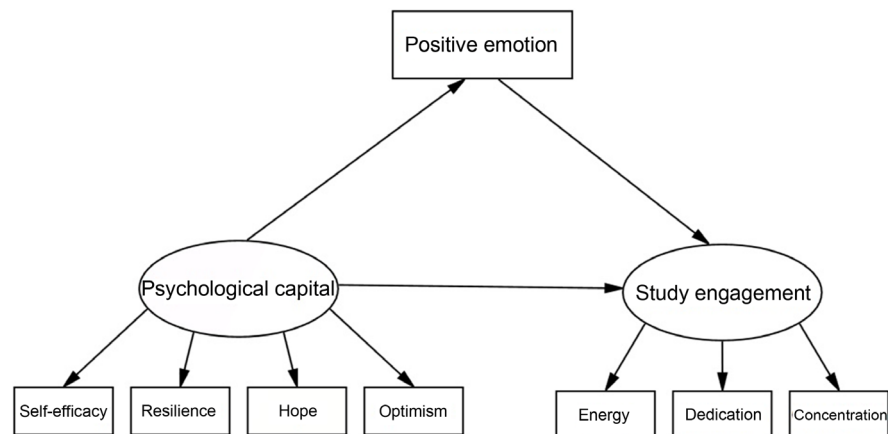 Positive emotion
Psychological capital
Study engagement
Self-efficacy
Resilience
Hope
Optimism
Energy
Dedication
Concentration